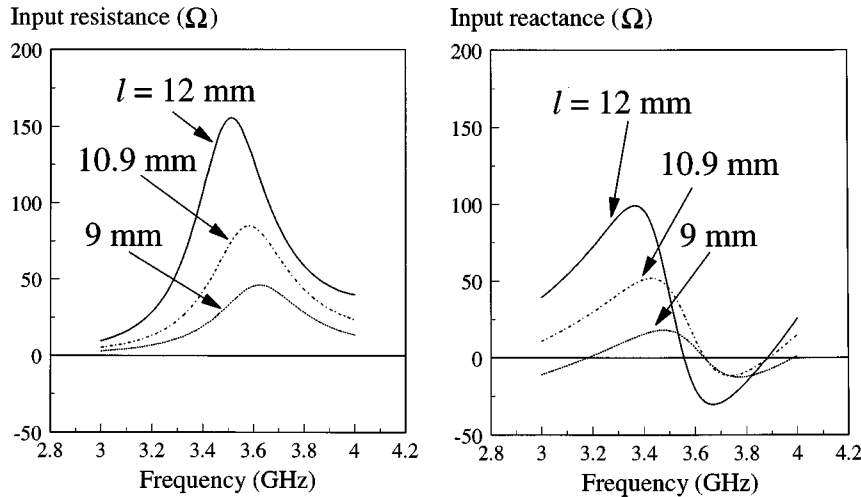 Input resistance (Ω)
200
150
100
50
0
-50
l = 12 mm
10.9 mm
9 mm
2.8 3 3.2 3.4 3.6 3.8 4 4.2
Frequency (GHz)
Input reactance (Ω)
200
150
100
50
0
-50
l = 12 mm
10.9 mm
9 mm
2.8 3 3.2 3.4 3.6 3.8 4 4.2
Frequency (GHz)